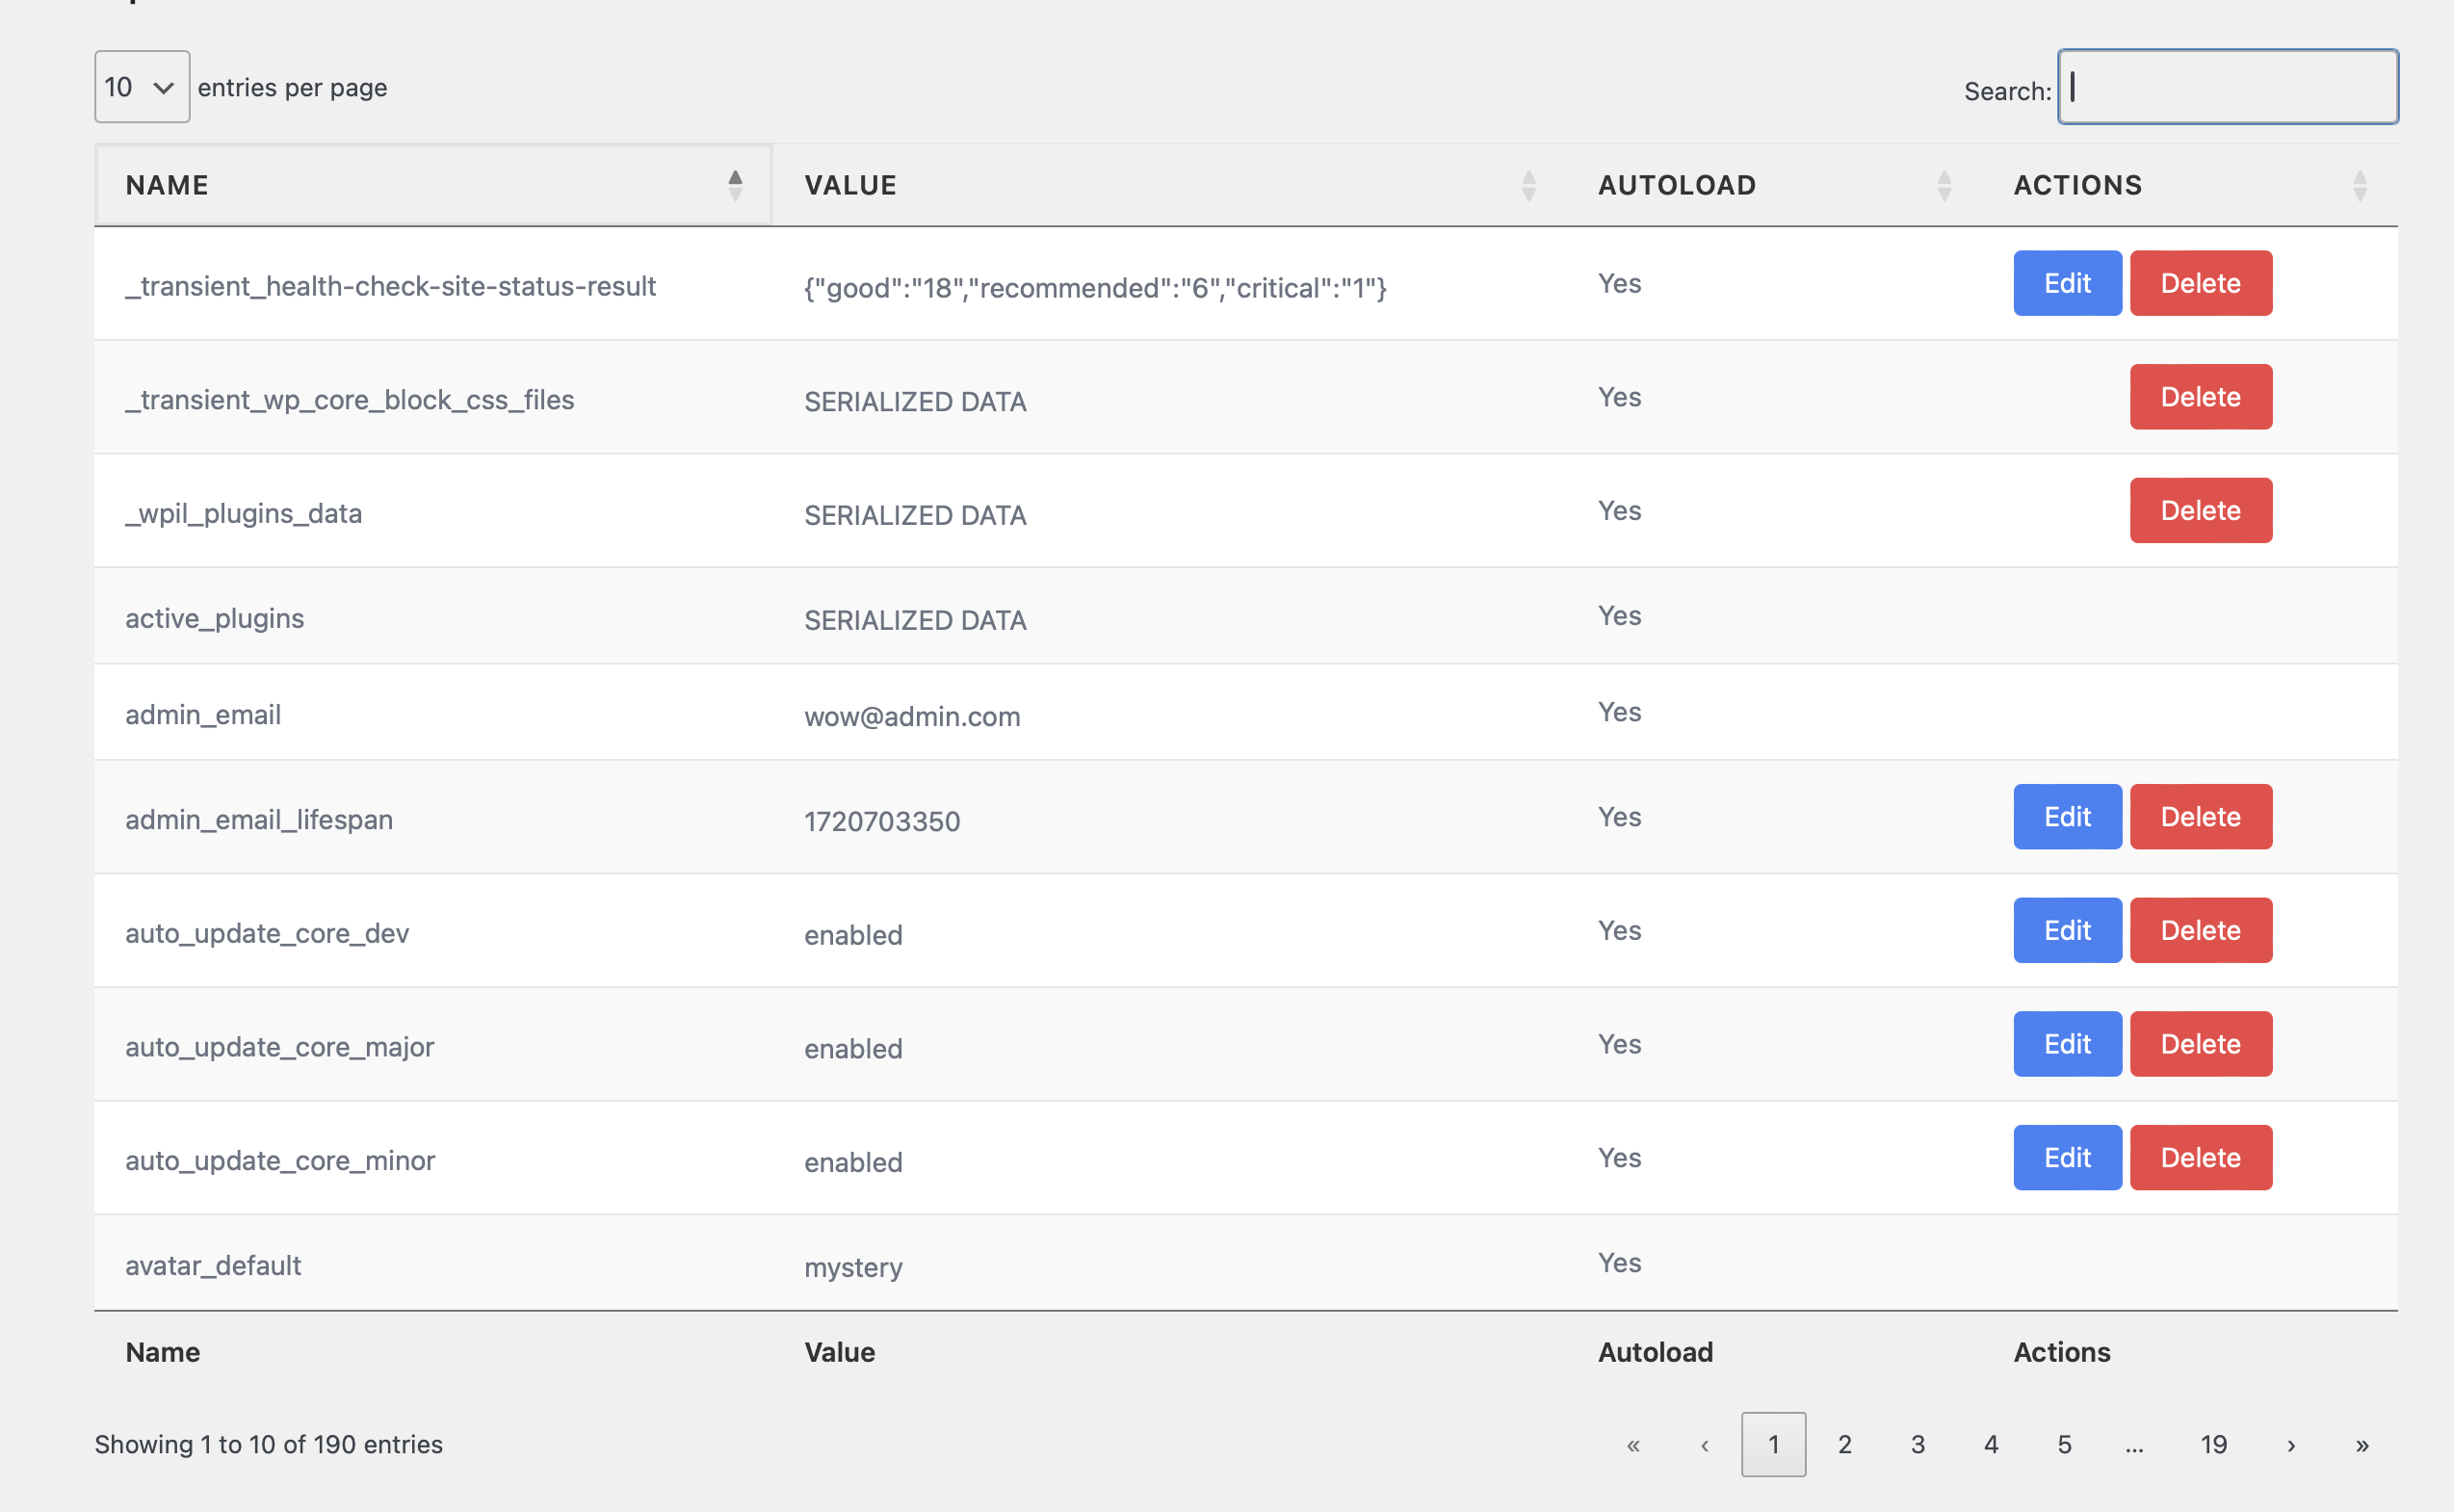 10 entries per page
Search:
NAME VALUE AUTOLOAD ACTIONS
_transient_health-check-site-status-result {"good":"18","recommended":"6","critical":"1"} Yes Edit Delete
_transient_wp_core_block_css_files SERIALIZED DATA Yes Delete
_wpil_plugins_data SERIALIZED DATA Yes Delete
active_plugins SERIALIZED DATA Yes
admin_email wow@admin.com Yes
admin_email_lifespan 1720703350 Yes Edit Delete
auto_update_core_dev enabled Yes Edit Delete
auto_update_core_major enabled Yes Edit Delete
auto_update_core_minor enabled Yes Edit Delete
avatar_default mystery Yes
Name Value Autoload Actions
Showing 1 to 10 of 190 entries « ‹ 1 2 3 4 5 ... 19 › »